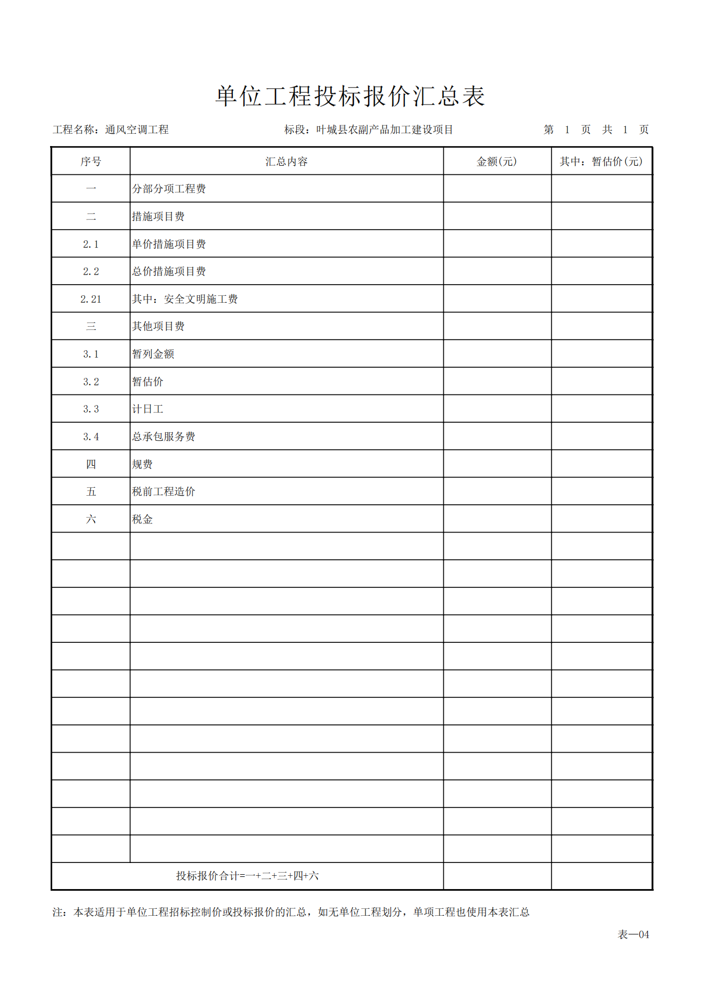 单位工程投标报价汇总表
工程名称：通风空调工程 标段：叶城县农副产品加工建设项目 第 1 页 共 1 页
序号 汇总内容 金额(元) 其中：暂估价(元)
一 分部分项工程费
二 措施项目费
2.1 单价措施项目费
2.2 总价措施项目费
2.21 其中：安全文明施工费
三 其他项目费
3.1 暂列金额
3.2 暂估价
3.3 计日工
3.4 总承包服务费
四 规费
五 税前工程造价
六 税金
投标报价合计=一+二+三+四+六
注：本表适用于单位工程招标控制价或投标报价的汇总，如无单位工程划分，单项工程也使用本表汇总
表—04